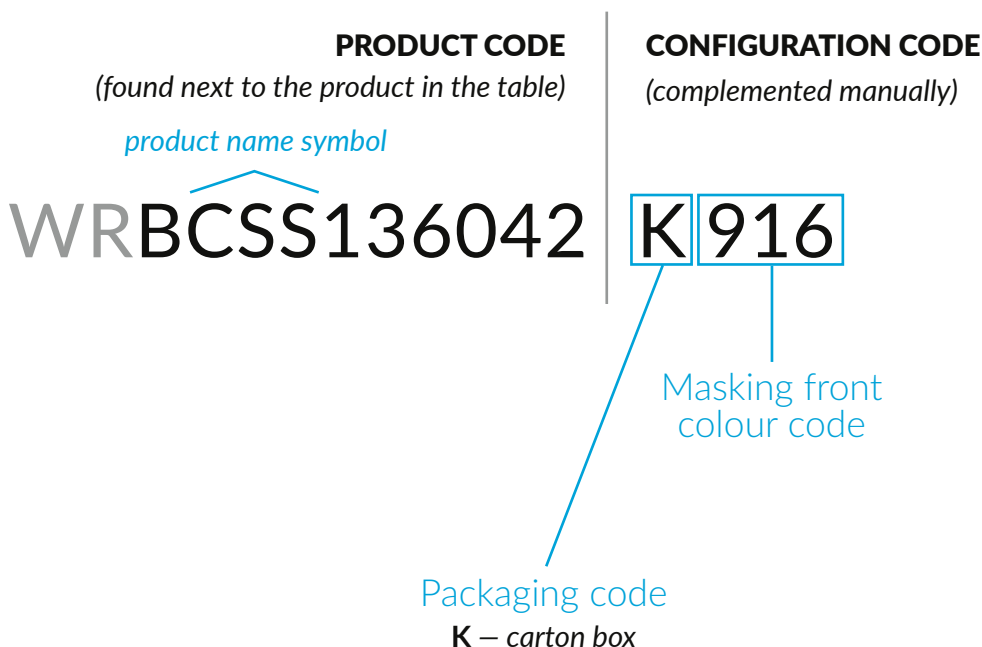 PRODUCT CODE
(found next to the product in the table)
product name symbol
WRBCSS136042
CONFIGURATION CODE
(complemented manually)
K 916
Masking front
colour code
Packaging code
K – carton box